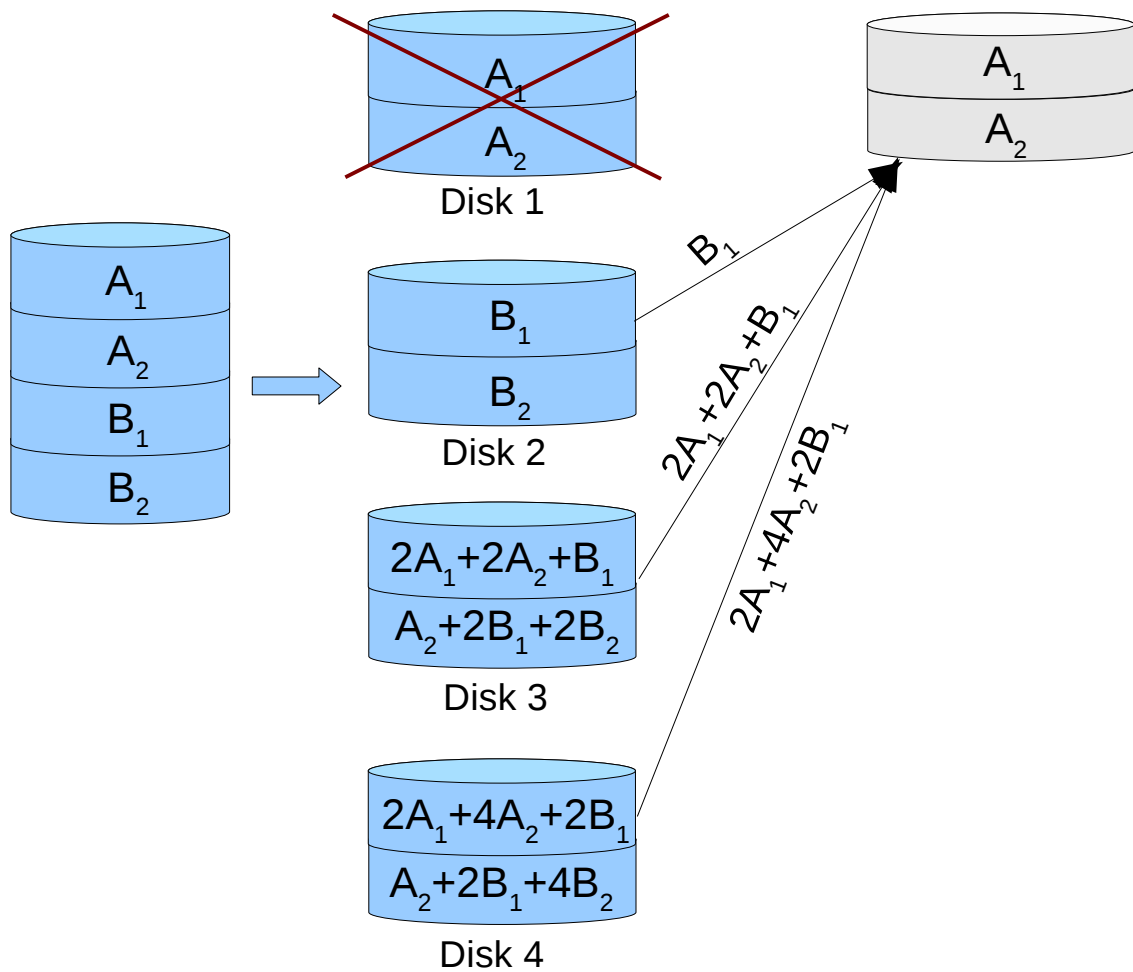 A₁
A₂
B₁
B₂
A₁
A₂
Disk 1
B₁
B₂
Disk 2
2A₁+2A₂+B₁
A₂+2B₁+2B₂
Disk 3
2A₁+4A₂+2B₁
A₂+2B₁+4B₂
Disk 4
B₁
2A₁+2A₂+B₁
2A₁+4A₂+2B₁
A₁
A₂